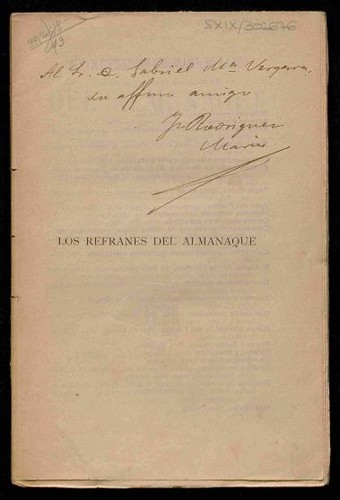 SXIX/302676
Al Sr. D. Gabriel Mª Vergara,
su affmo amigo
F. Rodríguez
Marín
LOS REFRANES DEL ALMANAQUE